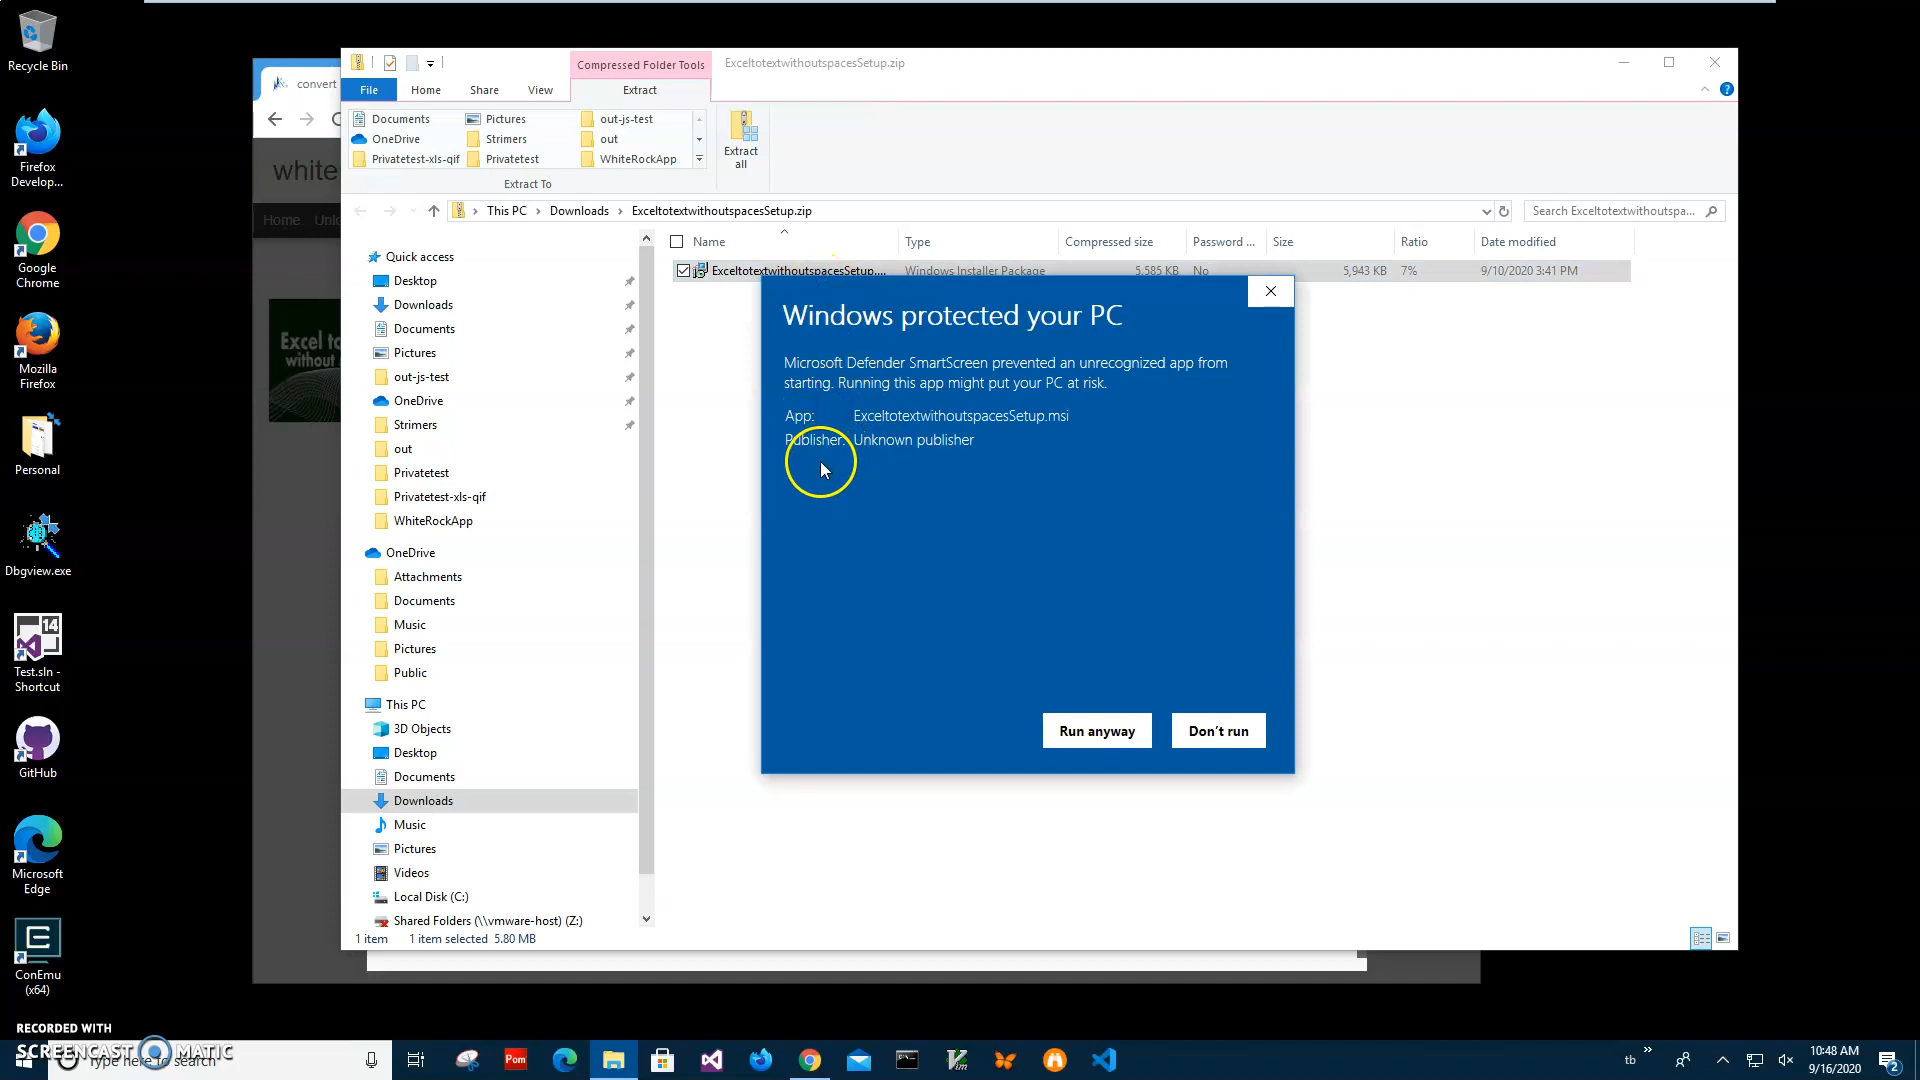 Recycle Bin
Firefox
Develop...
Google
Chrome
Mozilla
Firefox
Personal
Dbgview.exe
14
Test.sln -
Shortcut
GitHub
Microsoft
Edge
ConEmu
(x64)
convert
white
Home
Excel to
without
Compressed Folder Tools
ExceltotextwithoutspacesSetup.zip
File
Home
Share
View
Extract
Documents
Pictures
out-js-test
OneDrive
Strimers
out
Privatetest-xls-qif
Privatetest
WhiteRockApp
Extract To
Extract
all
This PC
Downloads
ExceltotextwithoutspacesSetup.zip
Search Exceltotextwithoutspa...
Name
Type
Compressed size
Password ...
Size
Ratio
Date modified
ExceltotextwithoutspacesSetup....
Windows Installer Package
5,585 KB
No
5,943 KB
7%
9/10/2020 3:41 PM
Quick access
Desktop
Downloads
Documents
Pictures
out-js-test
OneDrive
Strimers
out
Privatetest
Privatetest-xls-qif
WhiteRockApp
OneDrive
Attachments
Documents
Music
Pictures
Public
This PC
3D Objects
Desktop
Documents
Downloads
Music
Pictures
Videos
Local Disk (C:)
Shared Folders (\\vmware-host) (Z:)
1 item
1 item selected 5.80 MB
Windows protected your PC
Microsoft Defender SmartScreen prevented an unrecognized app from
starting. Running this app might put your PC at risk.
App: ExceltotextwithoutspacesSetup.msi
Publisher: Unknown publisher
Run anyway
Don't run
RECORDED WITH
SCREENCAST MATIC
Type here to search
Pom
tb
10:48 AM
9/16/2020
2